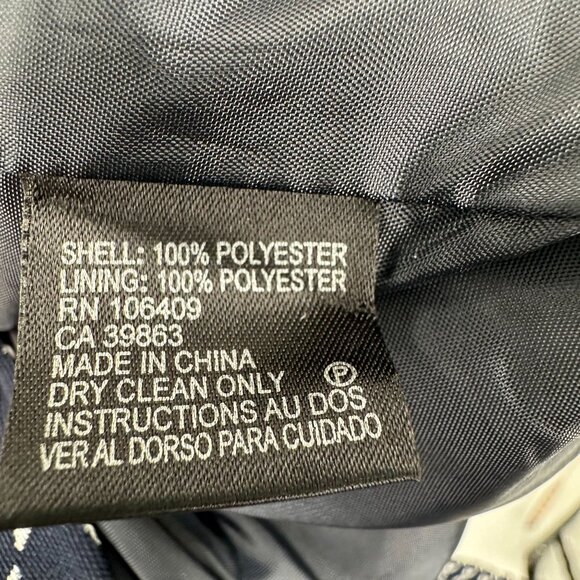 SHELL: 100% POLYESTER
LINING: 100% POLYESTER
RN 106409
CA 39863
MADE IN CHINA
DRY CLEAN ONLY Ⓟ
INSTRUCTIONS AU DOS
VER AL DORSO PARA CUIDADO